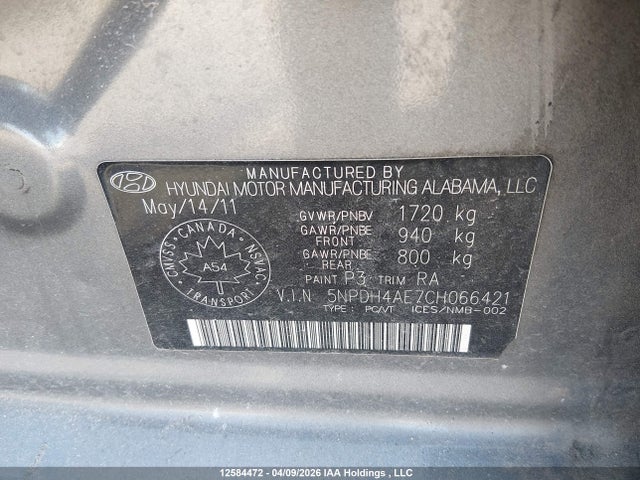 MANUFACTURED BY
HYUNDAI MOTOR MANUFACTURING ALABAMA, LLC
May/14/11
GVWR/PNBV 1720 kg
GAWR/PNBE FRONT 940 kg
GAWR/PNBE REAR 800 kg
PAINT P3 TRIM RA
V.I.N 5NPDH4AE7CH066421
TYPE : PC/VT ICES/NMB-002
CANADA
CMVSS
NSVAC
A54
TRANSPORT
12584472 - 04/09/2026 IAA Holdings , LLC